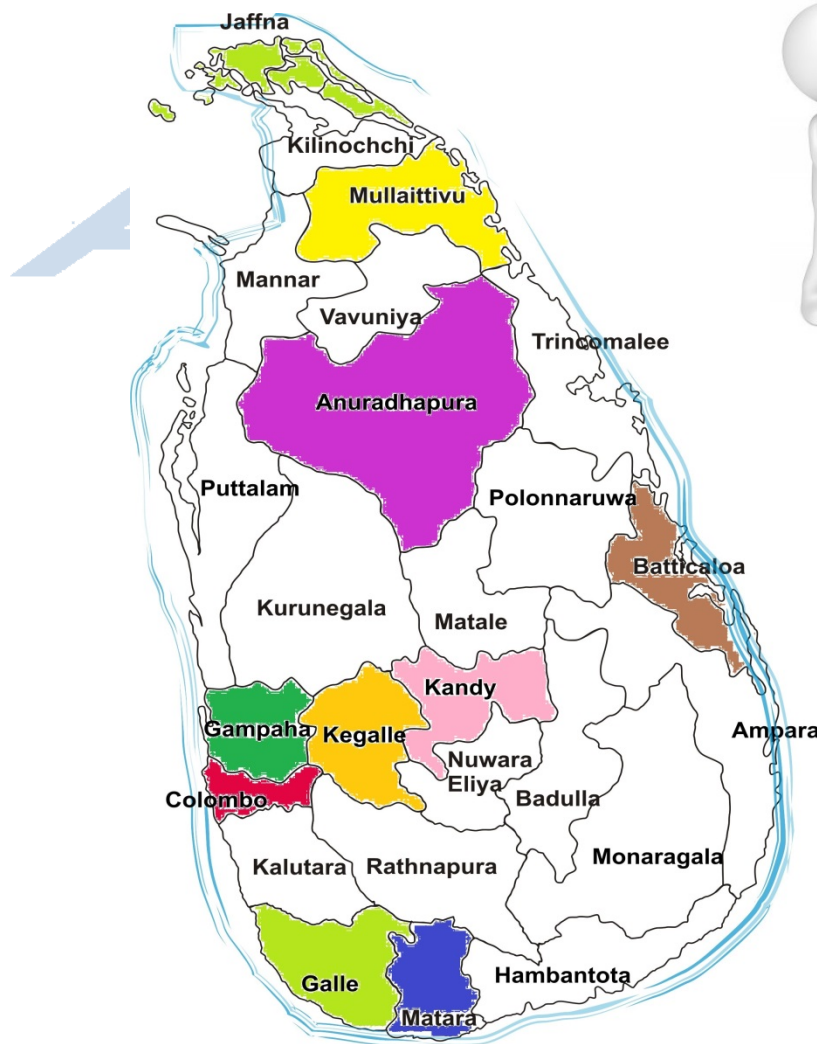 Jaffna
Kilinochchi
Mullaittivu
Mannar
Vavuniya
Trincomalee
Anuradhapura
Puttalam
Polonnaruwa
Batticaloa
Kurunegala
Matale
Kandy
Gampaha
Kegalle
Ampara
Nuwara
Eliya
Colombo
Badulla
Monaragala
Kalutara
Rathnapura
Hambantota
Galle
Matara